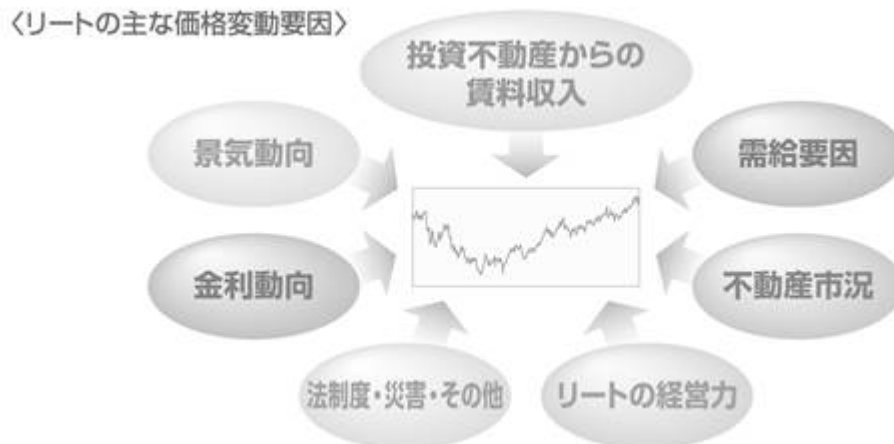 〈リートの主な価格変動要因〉
投資不動産からの
賃料収入
景気動向
需給要因
金利動向
不動産市況
法制度・災害・その他
リートの経営力